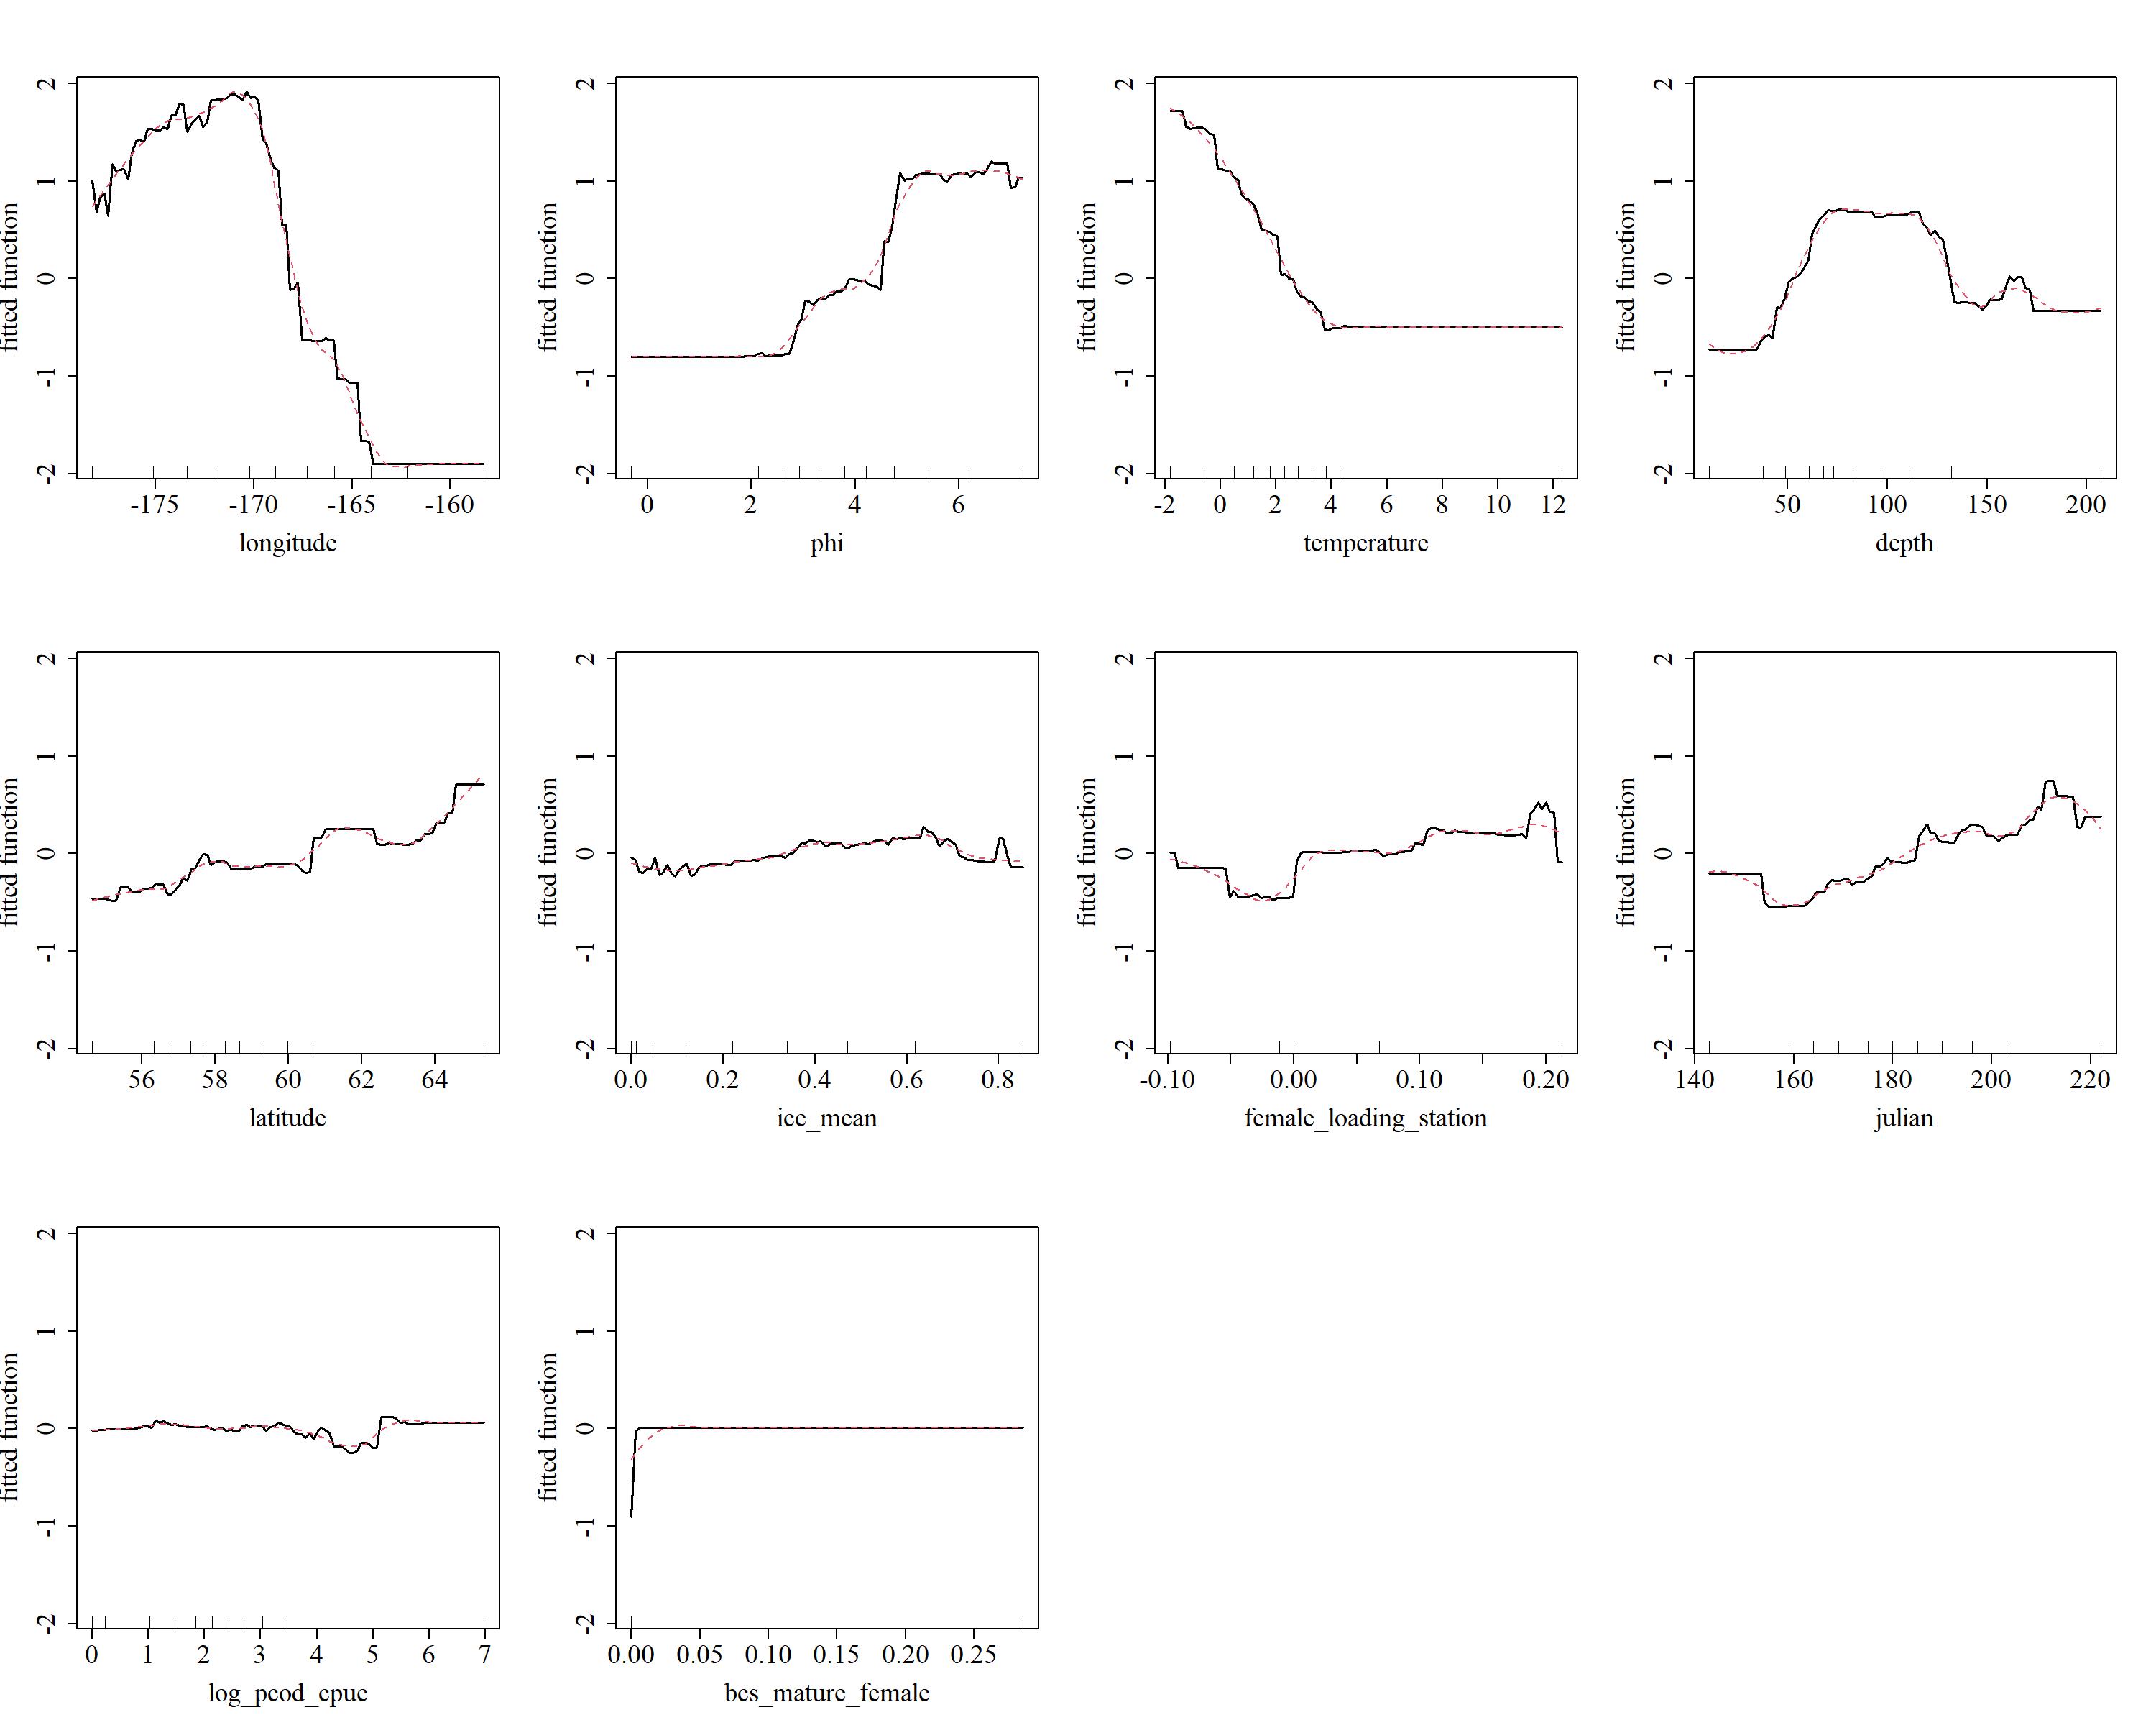 2
1
0
-1
-2
fitted function
-175 -170 -165 -160
longitude
2
1
0
-1
-2
fitted function
0 2 4 6
phi
2
1
0
-1
-2
fitted function
-2 0 2 4 6 8 10 12
temperature
2
1
0
-1
-2
fitted function
50 100 150 200
depth
2
1
0
-1
-2
fitted function
56 58 60 62 64
latitude
2
1
0
-1
-2
fitted function
0.0 0.2 0.4 0.6 0.8
ice_mean
2
1
0
-1
-2
fitted function
-0.10 0.00 0.10 0.20
female_loading_station
2
1
0
-1
-2
fitted function
140 160 180 200 220
julian
2
1
0
-1
-2
fitted function
0 1 2 3 4 5 6 7
log_pcod_cpue
2
1
0
-1
-2
fitted function
0.00 0.05 0.10 0.15 0.20 0.25
bcs_mature_female